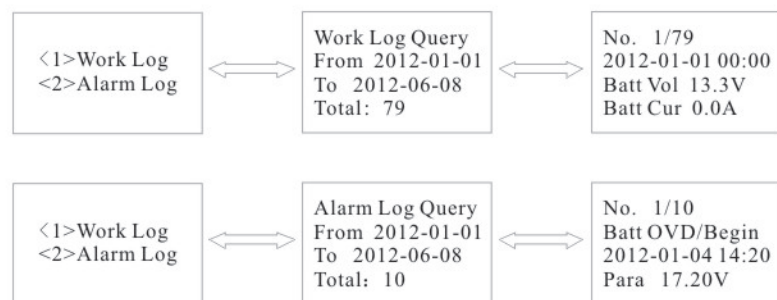 <1>Work Log
<2>Alarm Log
Work Log Query
From 2012-01-01
To 2012-06-08
Total: 79
No. 1/79
2012-01-01 00:00
Batt Vol 13.3V
Batt Cur 0.0A
<1>Work Log
<2>Alarm Log
Alarm Log Query
From 2012-01-01
To 2012-06-08
Total: 10
No. 1/10
Batt OVD/Begin
2012-01-04 14:20
Para 17.20V